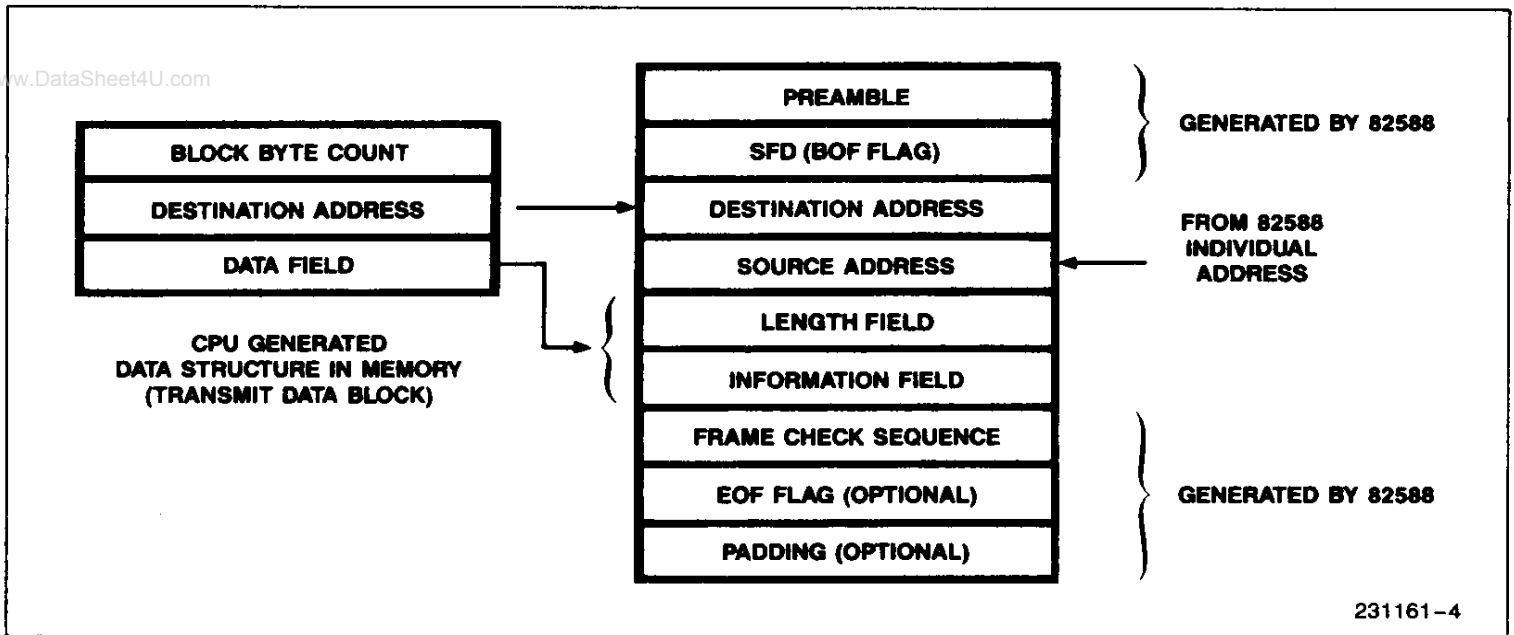 ww.DataSheet4U.com
BLOCK BYTE COUNT
DESTINATION ADDRESS
DATA FIELD
CPU GENERATED
DATA STRUCTURE IN MEMORY
(TRANSMIT DATA BLOCK)
PREAMBLE
SFD (BOF FLAG)
DESTINATION ADDRESS
SOURCE ADDRESS
LENGTH FIELD
INFORMATION FIELD
FRAME CHECK SEQUENCE
EOF FLAG (OPTIONAL)
PADDING (OPTIONAL)
GENERATED BY 82588
FROM 82588
INDIVIDUAL
ADDRESS
GENERATED BY 82588
231161-4